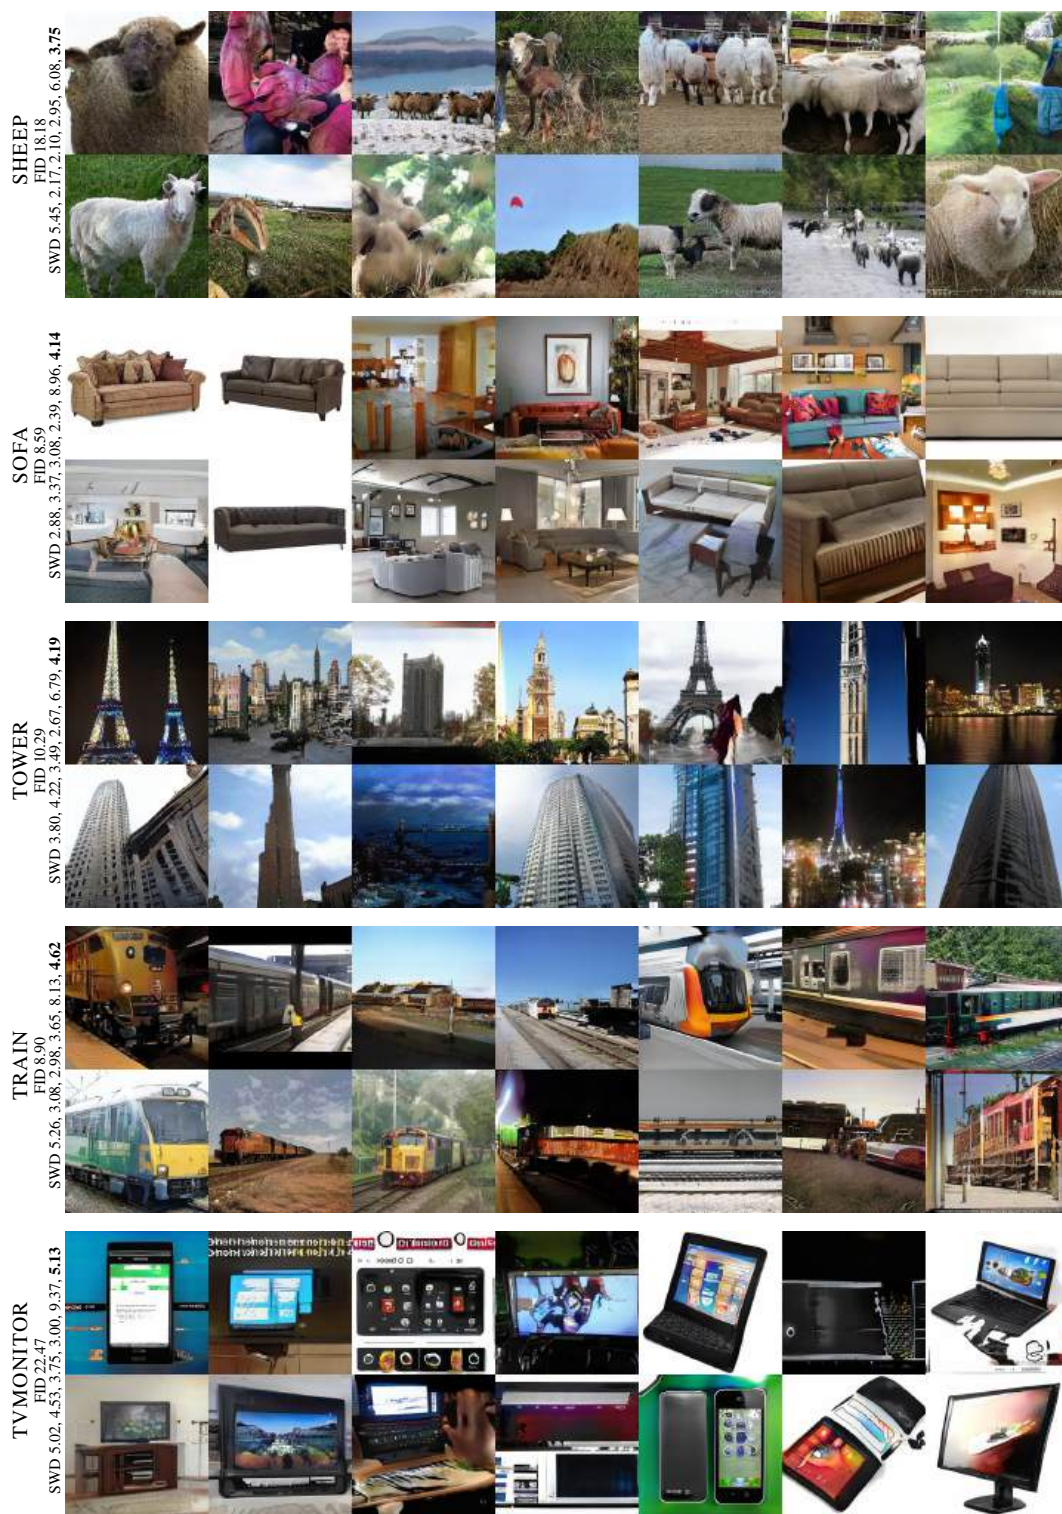 SHEEP
FID 18.18
SWD 5.45, 2.17, 2.10, 2.95, 6.08, 3.75
SOFA
FID 8.59
SWD 2.88, 3.37, 3.08, 2.39, 8.96, 4.14
TOWER
FID 10.29
SWD 3.80, 4.22, 3.49, 2.67, 6.79, 4.19
TRAIN
FID 8.90
SWD 5.26, 3.08, 2.98, 3.65, 8.13, 4.62
TVMONITOR
FID 22.47
SWD 5.02, 4.53, 3.75, 3.00, 9.37, 5.13